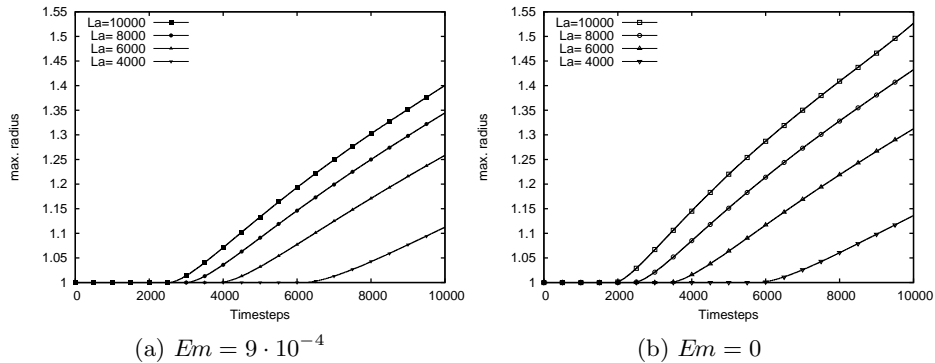 1.55
1.5
1.45
1.4
1.35
1.3
1.25
1.2
1.15
1.1
1.05
1
max. radius
La=10000
La= 8000
La= 6000
La= 4000
0 2000 4000 6000 8000 10000
Timesteps
(a) Em = 9 · 10⁻⁴
1.55
1.5
1.45
1.4
1.35
1.3
1.25
1.2
1.15
1.1
1.05
1
max. radius
La=10000
La= 8000
La= 6000
La= 4000
0 2000 4000 6000 8000 10000
Timesteps
(b) Em = 0